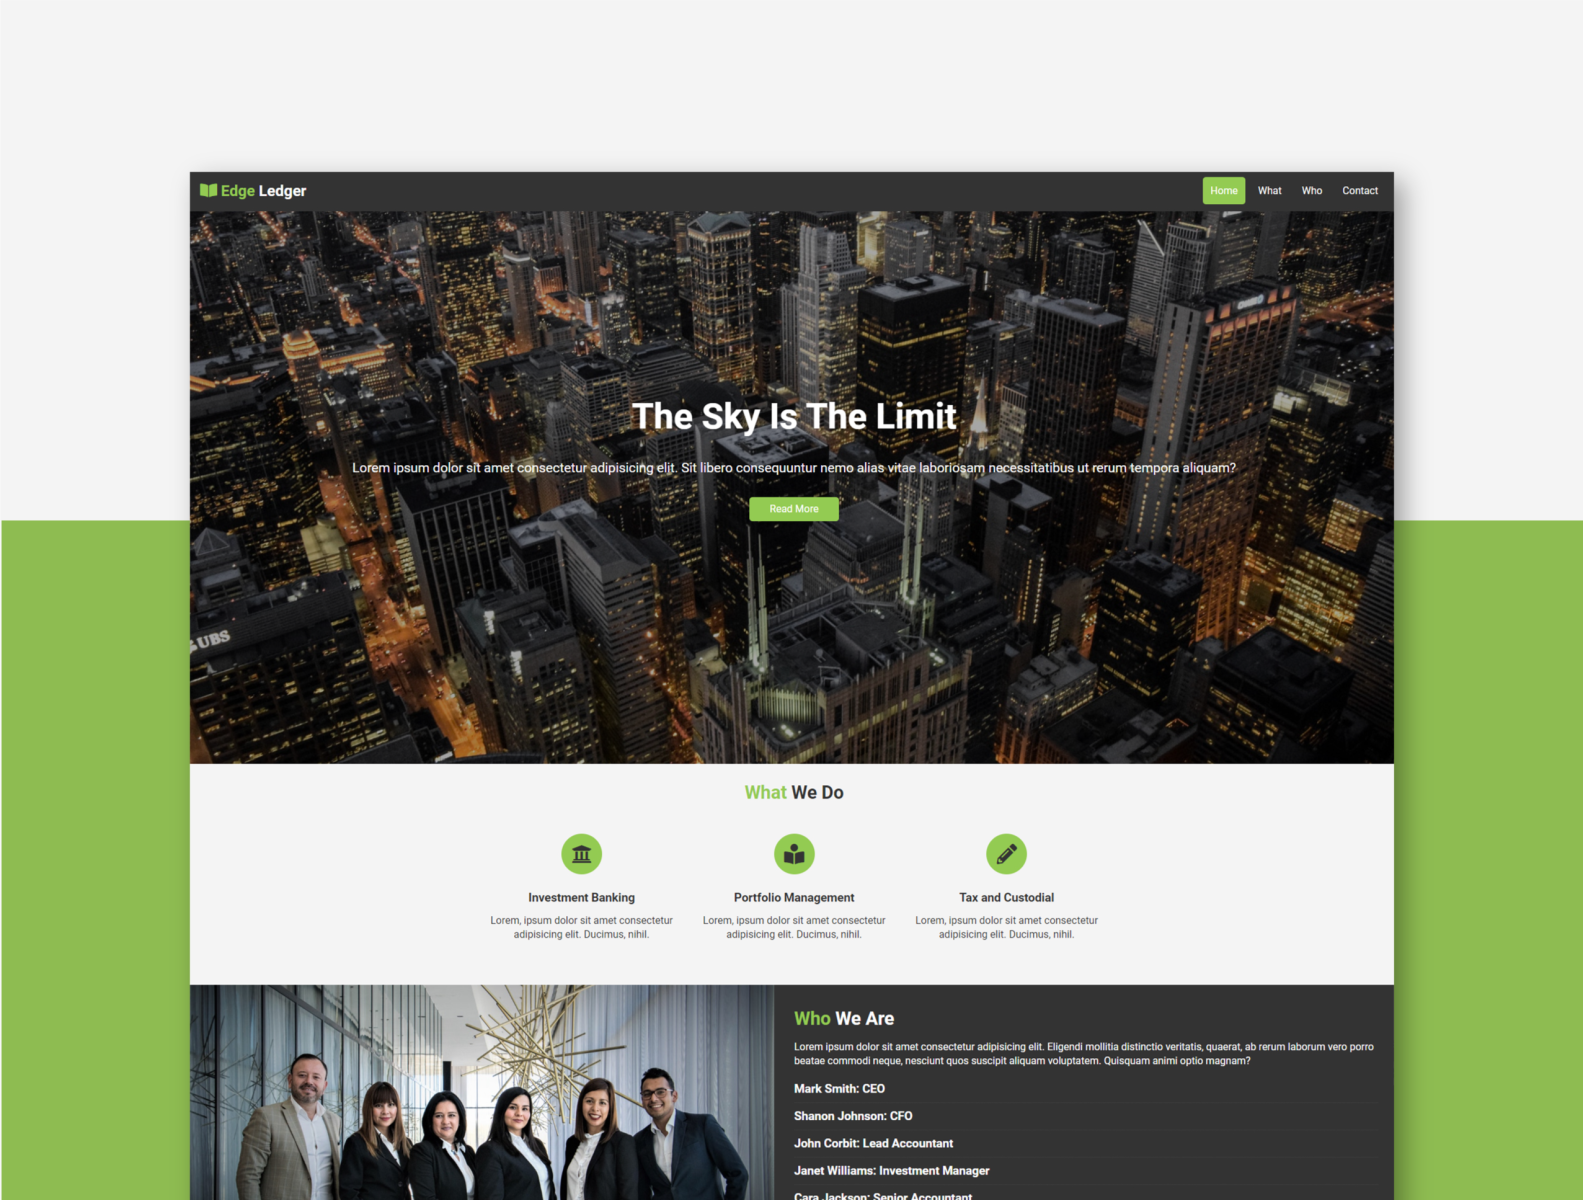 Edge Ledger
Home What Who Contact
The Sky Is The Limit
Lorem ipsum dolor sit amet consectetur adipisicing elit. Sit libero consequuntur nemo alias vitae laboriosam necessitatibus ut rerum tempora aliquam?
Read More
UBS
What We Do
Investment Banking
Lorem, ipsum dolor sit amet consectetur
adipisicing elit. Ducimus, nihil.
Portfolio Management
Lorem, ipsum dolor sit amet consectetur
adipisicing elit. Ducimus, nihil.
Tax and Custodial
Lorem, ipsum dolor sit amet consectetur
adipisicing elit. Ducimus, nihil.
Who We Are
Lorem ipsum dolor sit amet consectetur adipisicing elit. Eligendi mollitia distinctio veritatis, quaerat, ab rerum laborum vero porro
beatae commodi neque, nesciunt quos suscipit aliquam voluptatem. Quisquam animi optio magnam?
Mark Smith: CEO
Shanon Johnson: CFO
John Corbit: Lead Accountant
Janet Williams: Investment Manager
Cara Jackson: Senior Accountant